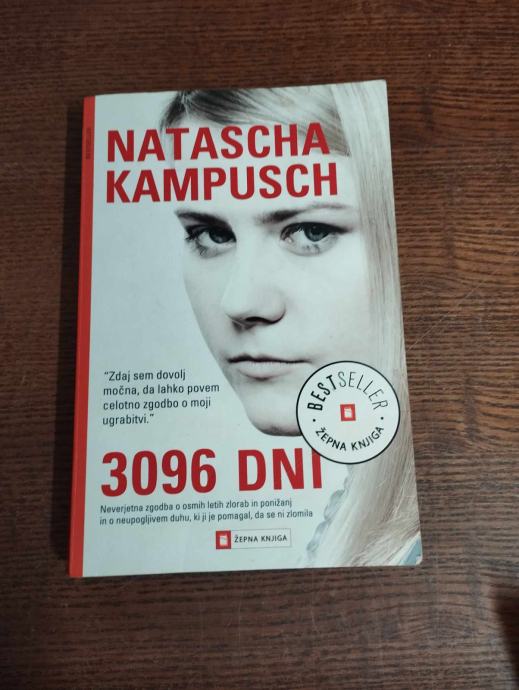 BESTSELLER
NATASCHA
KAMPUSCH
"Zdaj sem dovolj
močna, da lahko povem
celotno zgodbo o moji
ugrabitvi."
· BESTSELLER ·
ŽEPNA KNJIGA
3096 DNI
Neverjetna zgodba o osmih letih zlorab in ponižanj
in o neupogljivem duhu, ki ji je pomagal, da se ni zlomila
ŽEPNA KNJIGA